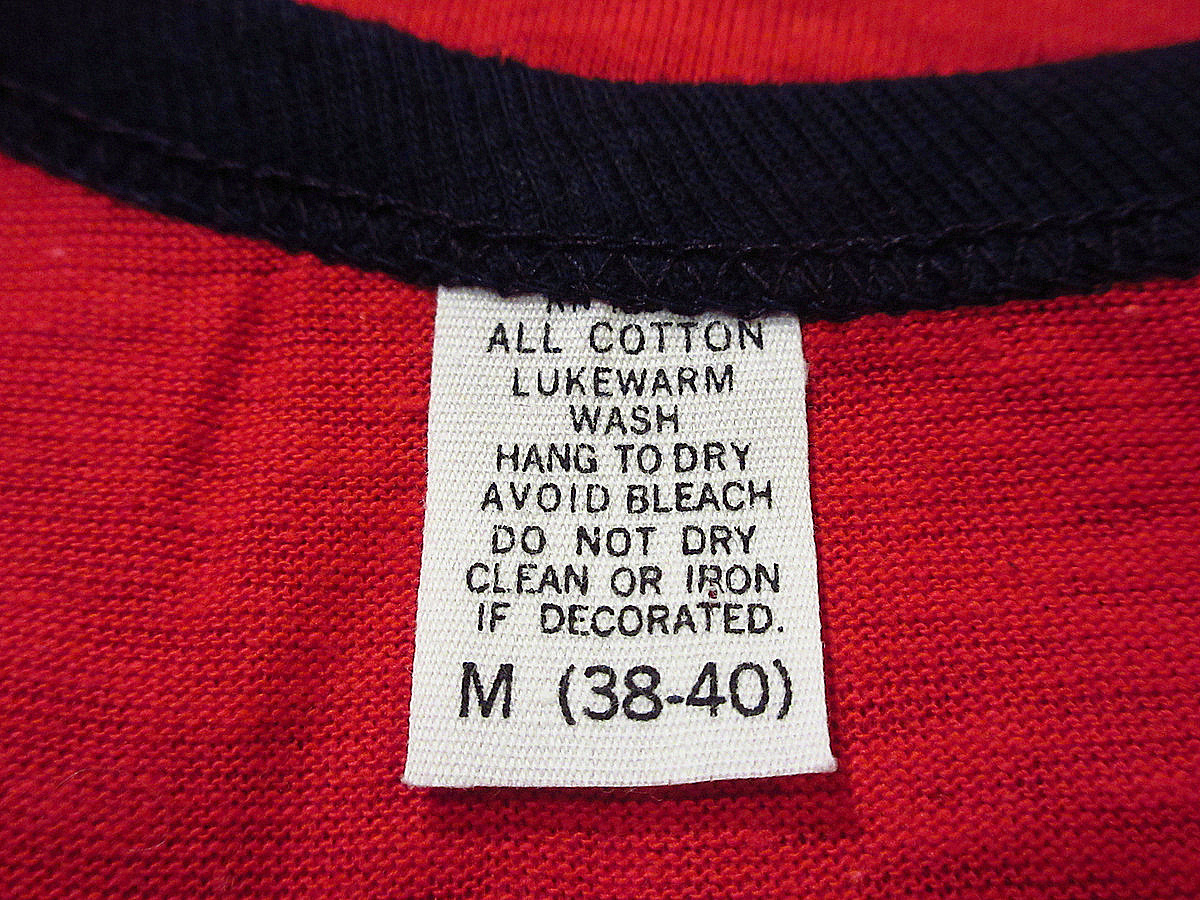 ALL COTTON
LUKEWARM
WASH
HANG TO DRY
AVOID BLEACH
DO NOT DRY
CLEAN OR IRON
IF DECORATED.
M (38-40)